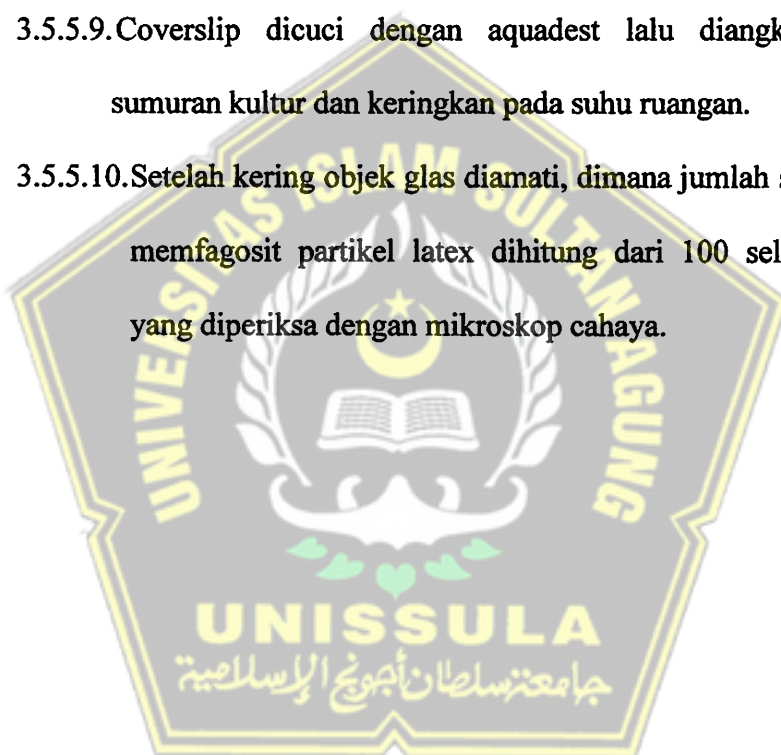 3.5.5.9.Coverslip dicuci dengan aquadest lalu
sumuran kultur dan keringkan pada suhu ruangan.
3.5.5.10.Setelah kering objek glas diamati, dimana jumlah
memfagosit partikel latex dihitung dari 100 sel
yang diperiksa dengan mikroskop cahaya.
UNIVERSITAS ISLAM SULTAN AGUNG
UNISSULA
جامعة سلطان أجونج الإسلامية